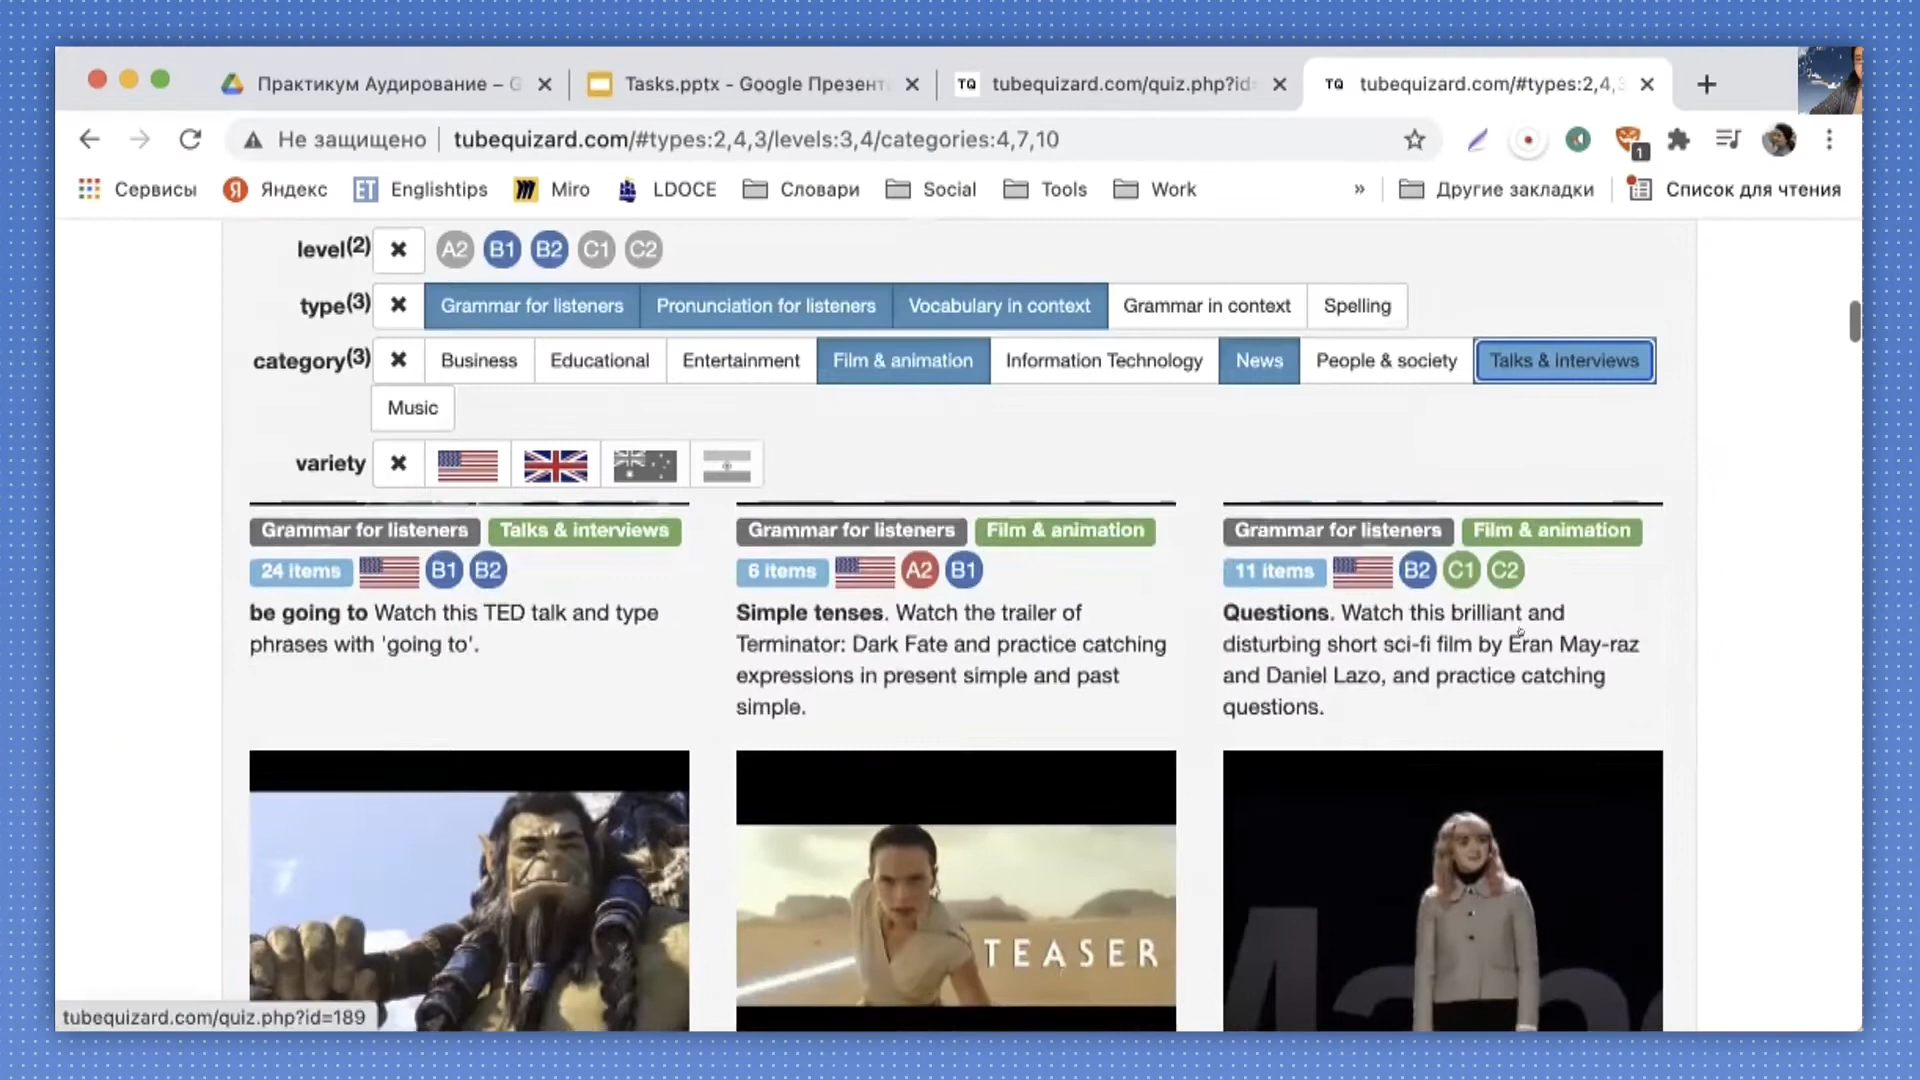 Практикум Аудирование – G
Tasks.pptx - Google Презент
TQ tubequizard.com/quiz.php?id=
TQ tubequizard.com/#types:2,4,3
Не защищено tubequizard.com/#types:2,4,3/levels:3,4/categories:4,7,10
1
Сервисы Я Яндекс ET Englishtips Miro LDOCE Словари Social Tools Work » Другие закладки Список для чтения
level(2) A2 B1 B2 C1 C2
type(3) Grammar for listeners Pronunciation for listeners Vocabulary in context Grammar in context Spelling
category(3) Business Educational Entertainment Film & animation Information Technology News People & society Talks & interviews
Music
variety
Grammar for listeners Talks & interviews
24 items B1 B2
be going to Watch this TED talk and type
phrases with 'going to'.
Grammar for listeners Film & animation
6 items A2 B1
Simple tenses. Watch the trailer of
Terminator: Dark Fate and practice catching
expressions in present simple and past
simple.
Grammar for listeners Film & animation
11 items B2 C1 C2
Questions. Watch this brilliant and
disturbing short sci-fi film by Eran May-raz
and Daniel Lazo, and practice catching
questions.
TEASER
tubequizard.com/quiz.php?id=189